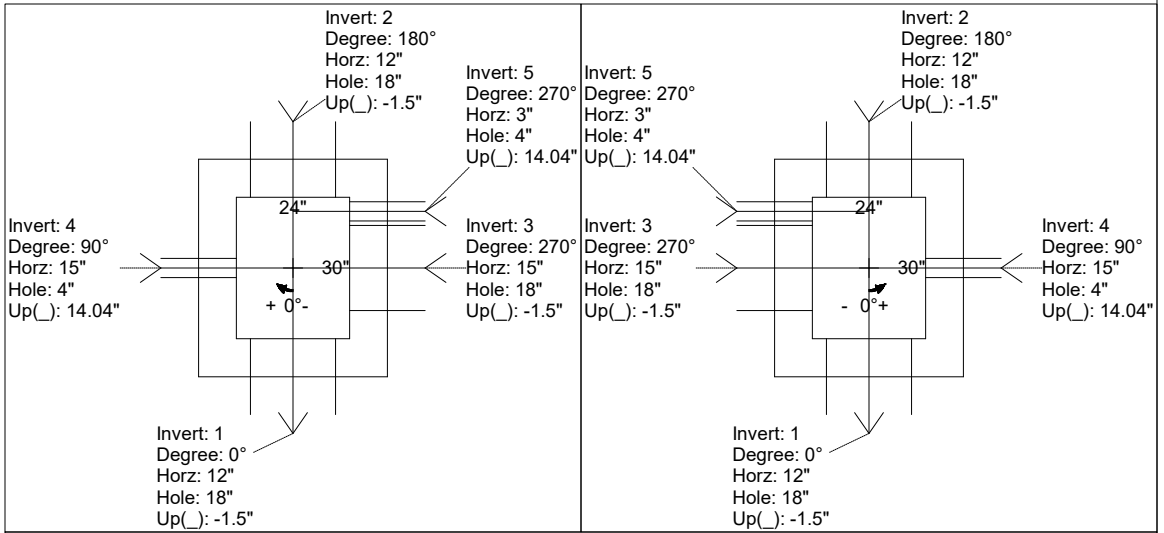 Invert: 2
Degree: 180°
Horz: 12"
Hole: 18"
Up(_): -1.5"
Invert: 5
Degree: 270°
Horz: 3"
Hole: 4"
Up(_): 14.04"
24"
Invert: 4
Degree: 90°
Horz: 15"
Hole: 4"
Up(_): 14.04"
30"
+ 0°-
Invert: 3
Degree: 270°
Horz: 15"
Hole: 18"
Up(_): -1.5"
Invert: 1
Degree: 0°
Horz: 12"
Hole: 18"
Up(_): -1.5"
Invert: 2
Degree: 180°
Horz: 12"
Hole: 18"
Up(_): -1.5"
Invert: 5
Degree: 270°
Horz: 3"
Hole: 4"
Up(_): 14.04"
24"
Invert: 3
Degree: 270°
Horz: 15"
Hole: 18"
Up(_): -1.5"
30"
- 0°+
Invert: 4
Degree: 90°
Horz: 15"
Hole: 4"
Up(_): 14.04"
Invert: 1
Degree: 0°
Horz: 12"
Hole: 18"
Up(_): -1.5"